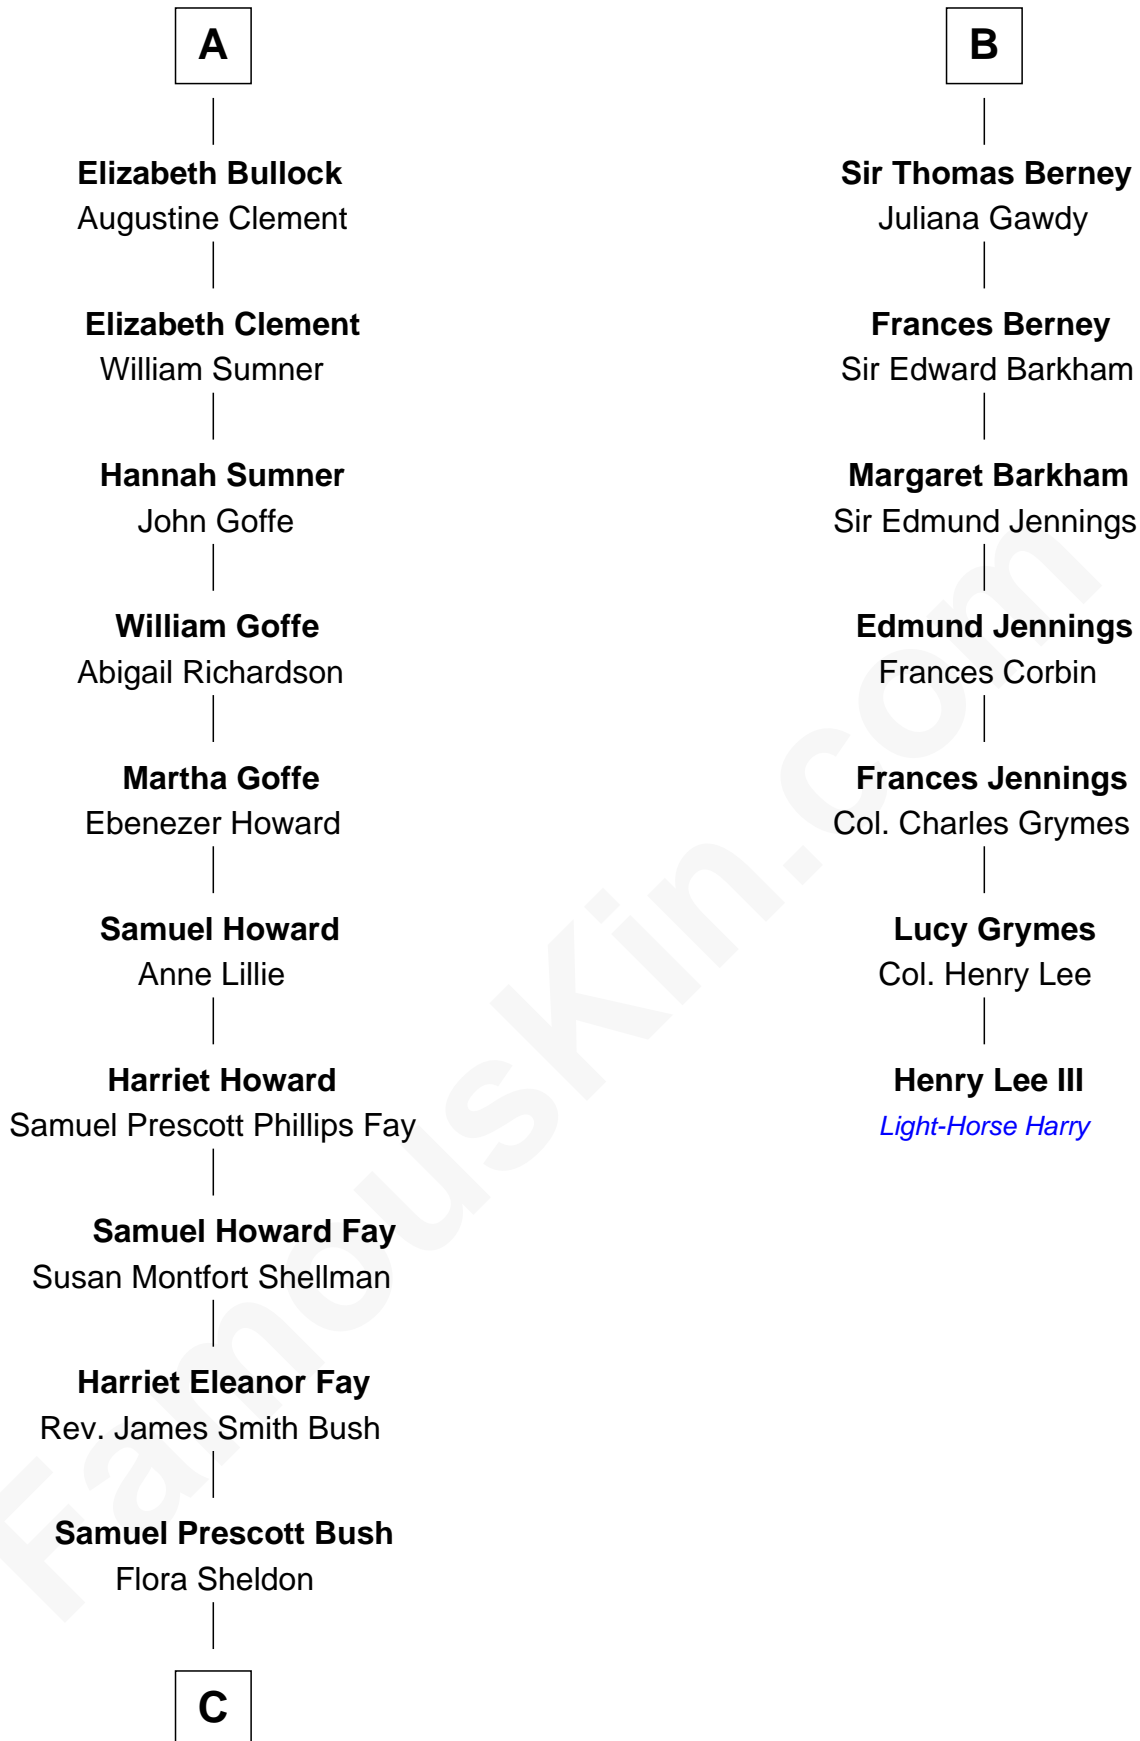 A
Elizabeth Bullock
Augustine Clement
Elizabeth Clement
William Sumner
Hannah Sumner
John Goffe
William Goffe
Abigail Richardson
Martha Goffe
Ebenezer Howard
Samuel Howard
Anne Lillie
Harriet Howard
Samuel Prescott Phillips Fay
Samuel Howard Fay
Susan Montfort Shellman
Harriet Eleanor Fay
Rev. James Smith Bush
Samuel Prescott Bush
Flora Sheldon
C
B
Sir Thomas Berney
Juliana Gawdy
Frances Berney
Sir Edward Barkham
Margaret Barkham
Sir Edmund Jennings
Edmund Jennings
Frances Corbin
Frances Jennings
Col. Charles Grymes
Lucy Grymes
Col. Henry Lee
Henry Lee III
Light-Horse Harry
FamousKin.com